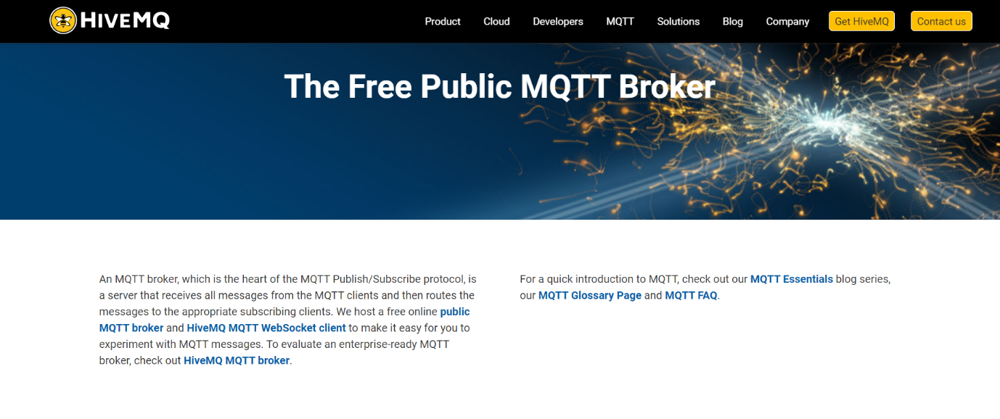 HIVEMQ
Product Cloud Developers MQTT Solutions Blog Company Get HiveMQ Contact us
The Free Public MQTT Broker
An MQTT broker, which is the heart of the MQTT Publish/Subscribe protocol, is
a server that receives all messages from the MQTT clients and then routes the
messages to the appropriate subscribing clients. We host a free online public
MQTT broker and HiveMQ MQTT WebSocket client to make it easy for you to
experiment with MQTT messages. To evaluate an enterprise-ready MQTT
broker, check out HiveMQ MQTT broker.
For a quick introduction to MQTT, check out our MQTT Essentials blog series,
our MQTT Glossary Page and MQTT FAQ.